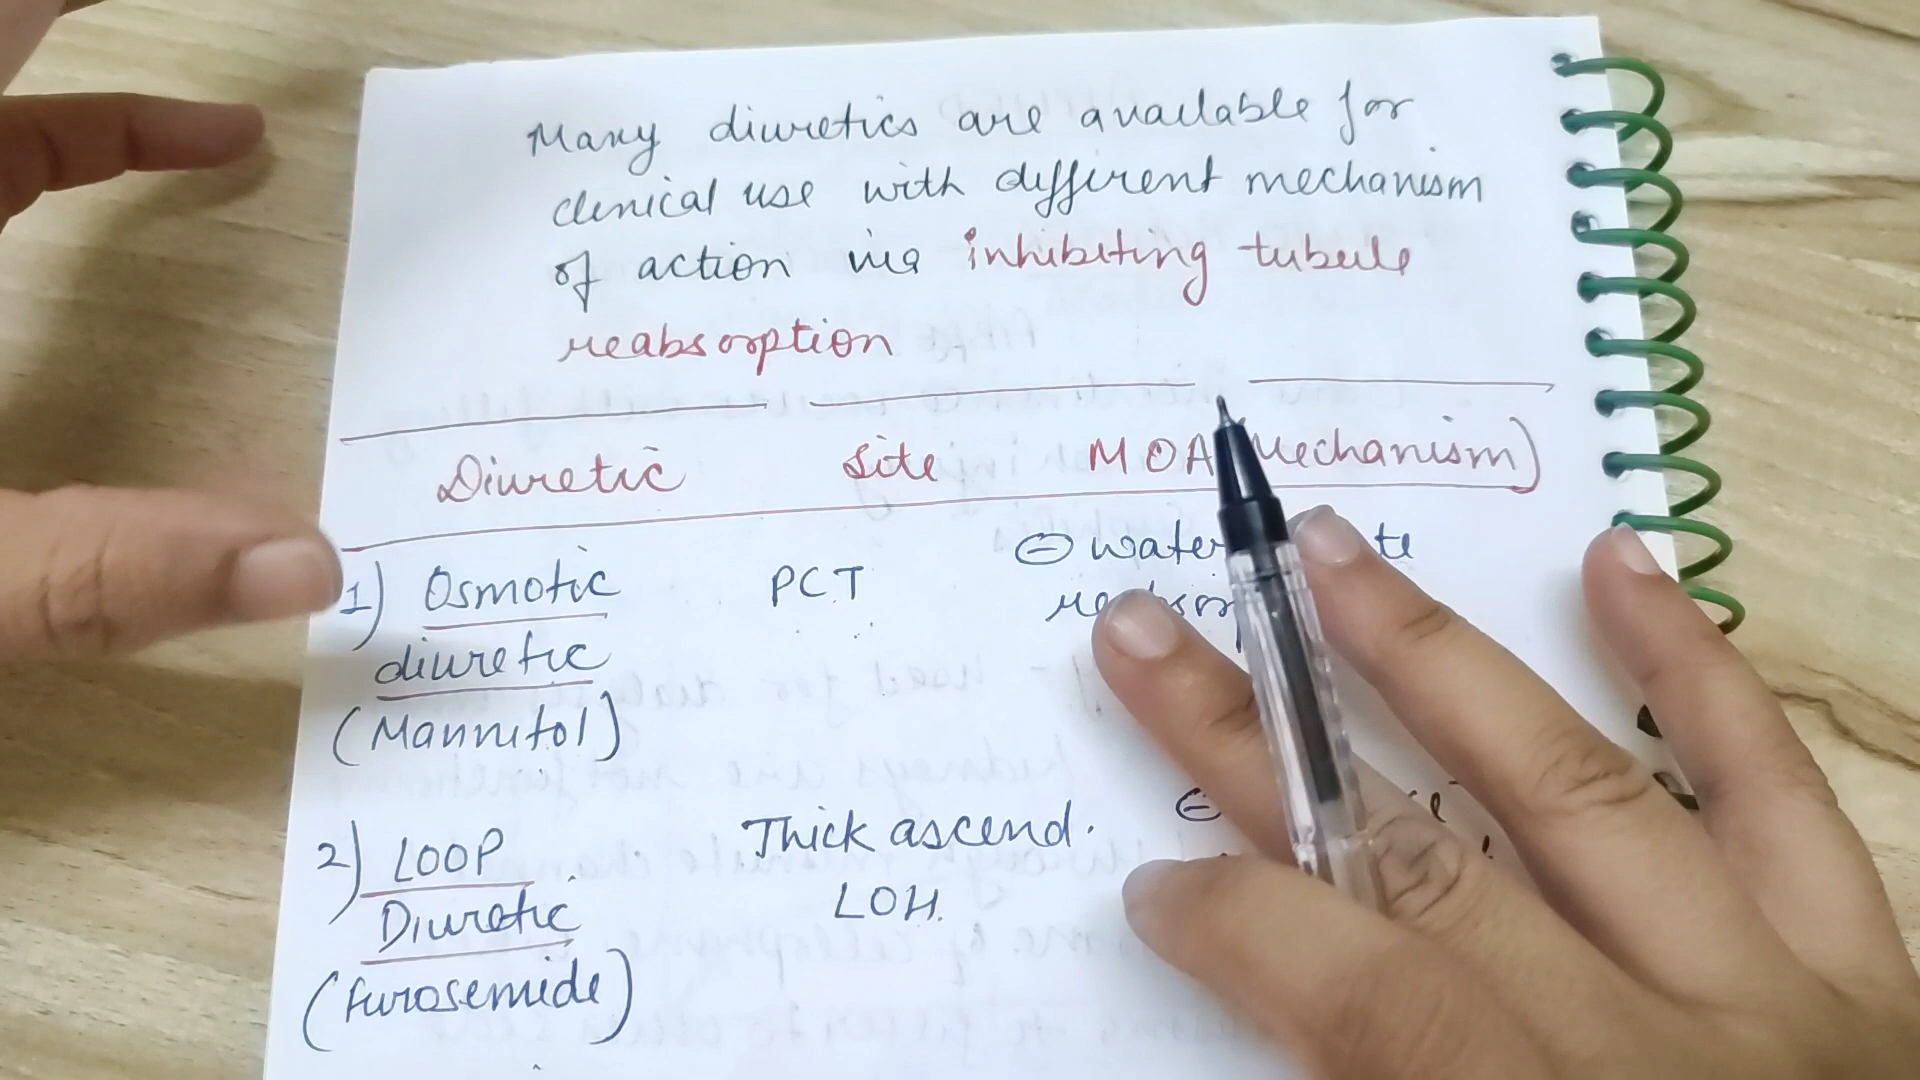 Many diuretics are available for
clinical use with different mechanism
of action via inhibiting tubule
reabsorption
Diuretic Site MOA (Mechanism)
1) Osmotic PCT ⊖ water
diuretic
(Mannitol)
2) LOOP Thick ascend. ⊖
Diuretic LOH.
(furosemide)